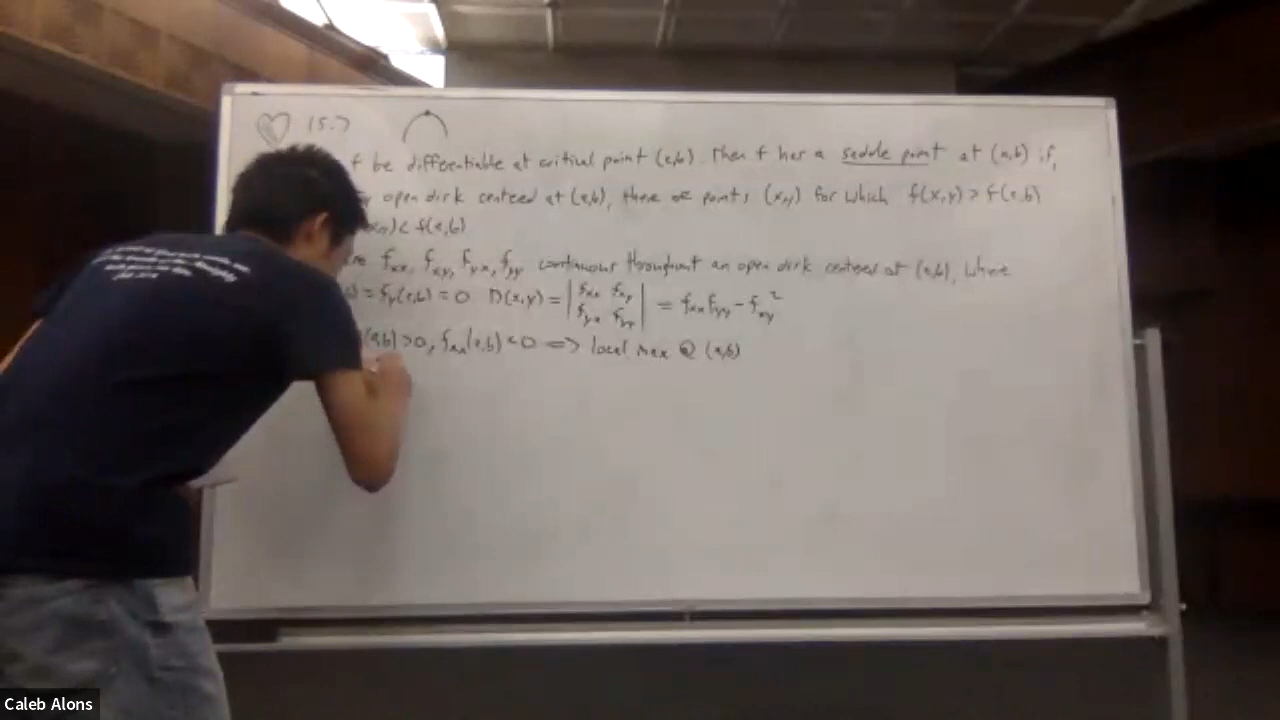 15.7
f be differentiable at critical point (a,b). Then f has a saddle point at (a,b) if,
open disk centered at (a,b), there are points (x,y) for which f(x,y) > f(a,b)
< f(a,b)
f_xx, f_xy, f_yx, f_yy continuous throughout an open disk centered at (a,b), where
= f_y(a,b) = 0 D(x,y) = | f_xx f_xy f_yx f_yy | = f_xx f_yy - f_xy²
(a,b) > 0, f_xx(a,b) < 0 => local max @ (a,b)
Caleb Alons